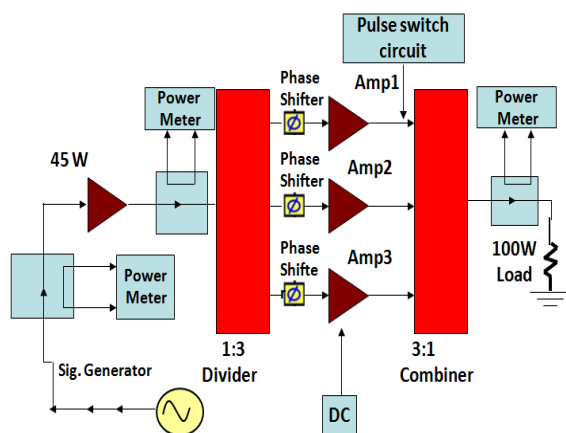 Pulse switch
circuit
Phase
Shifter
Amp1
Power
Meter
Power
Meter
45 W
Phase
Shifter
Amp2
100W
Load
Phase
Shifte
Amp3
Power
Meter
1:3
Divider
3:1
Combiner
Sig. Generator
DC